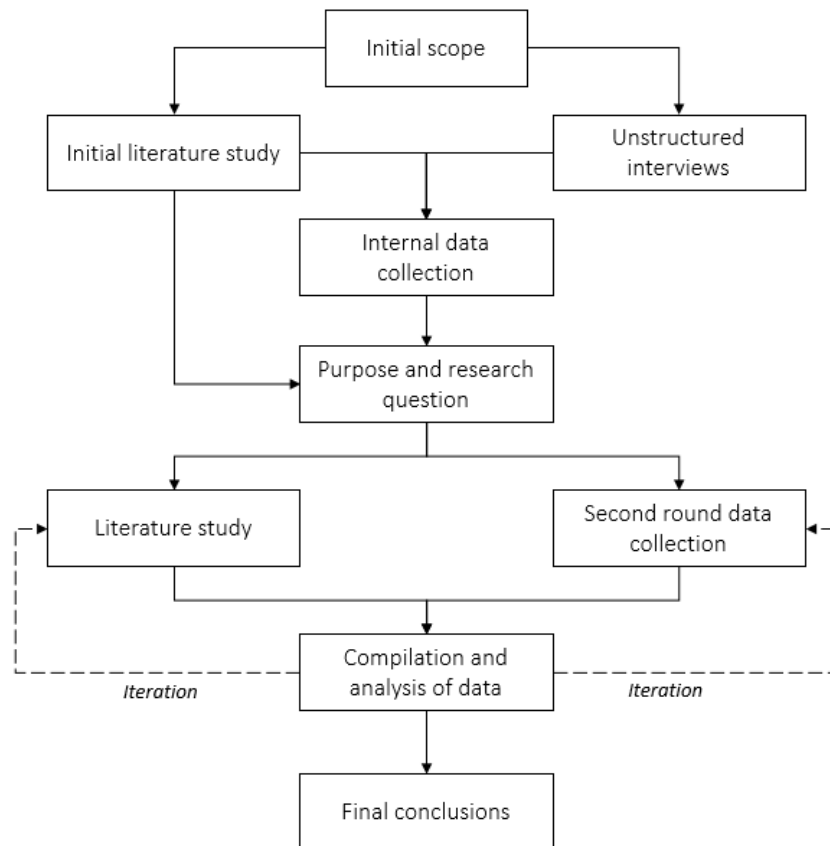 Initial scope
Initial literature study
Unstructured
interviews
Internal data
collection
Purpose and research
question
Literature study
Second round data
collection
Compilation and
analysis of data
Iteration
Iteration
Final conclusions